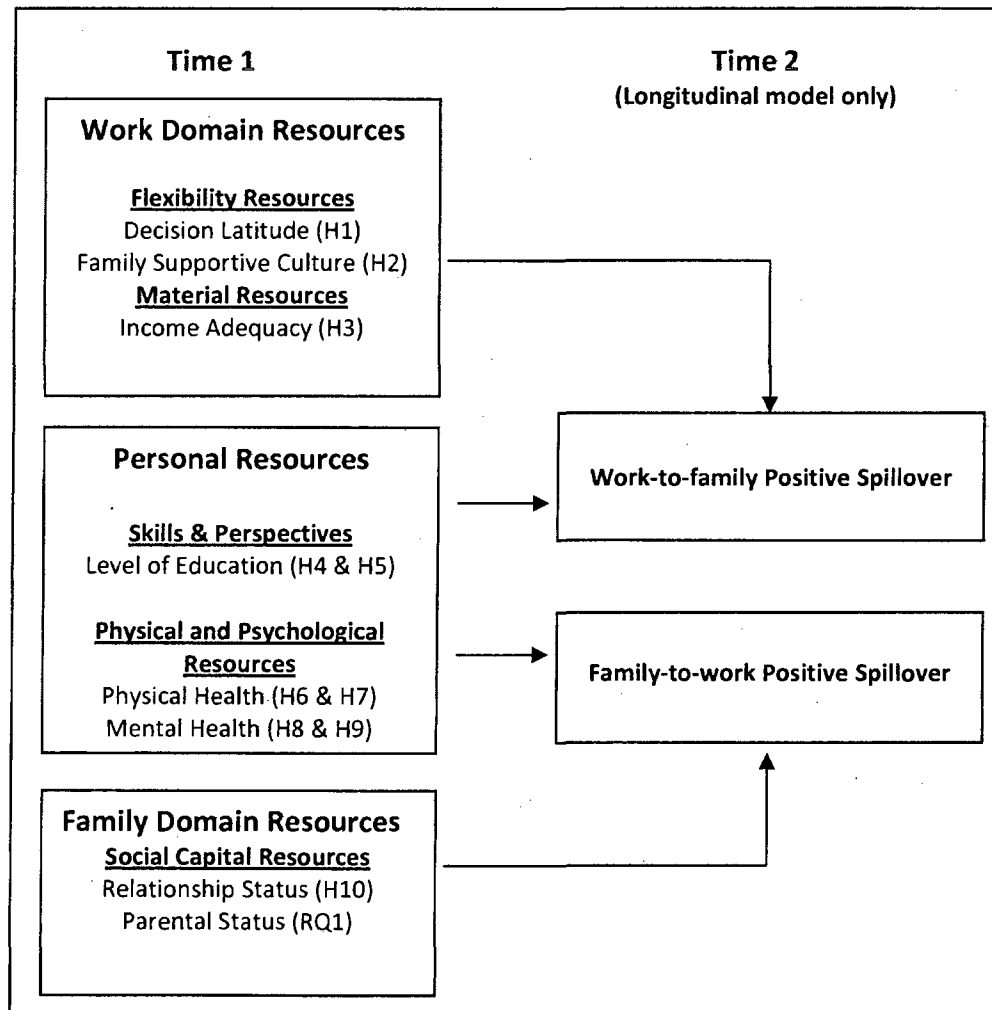 Time 1
Time 2
(Longitudinal model only)
Work Domain Resources
Flexibility Resources
Decision Latitude (H1)
Family Supportive Culture (H2)
Material Resources
Income Adequacy (H3)
Personal Resources
Skills & Perspectives
Level of Education (H4 & H5)
Physical and Psychological
Resources
Physical Health (H6 & H7)
Mental Health (H8 & H9)
Family Domain Resources
Social Capital Resources
Relationship Status (H10)
Parental Status (RQ1)
Work-to-family Positive Spillover
Family-to-work Positive Spillover